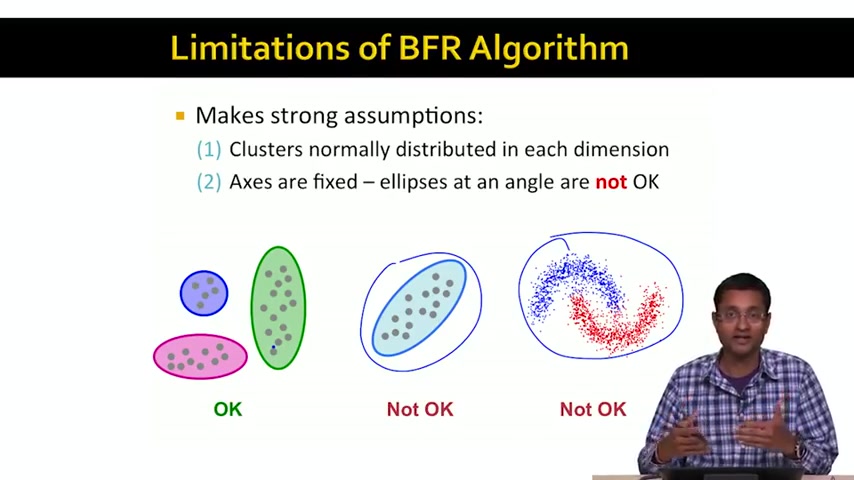 Limitations of BFR Algorithm
Makes strong assumptions:
(1) Clusters normally distributed in each dimension
(2) Axes are fixed – ellipses at an angle are not OK
OK
Not OK
Not OK